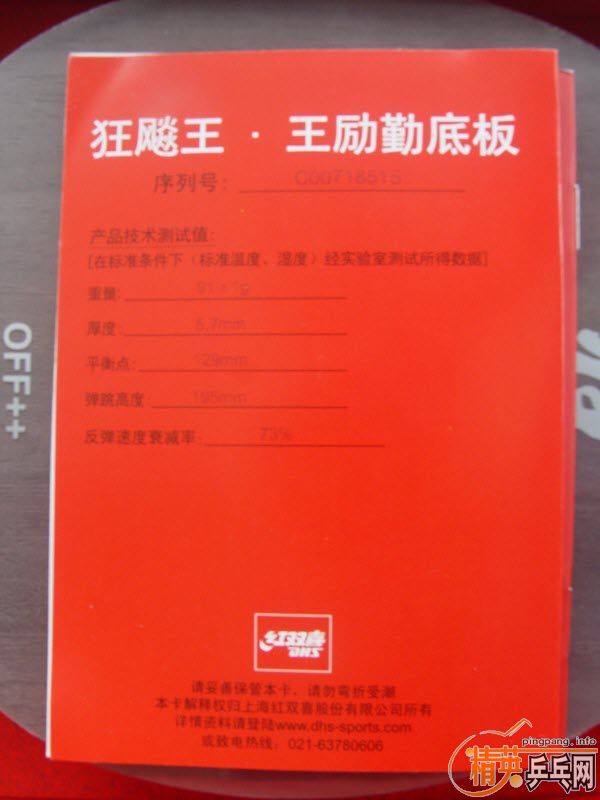 狂飚王 · 王励勤底板
序列号： C00718515
产品技术测试值：
[在标准条件下（标准温度、湿度）经实验室测试所得数据]
重量: 91±1g
厚度: 5.7mm
平衡点: 129mm
弹跳高度: 195mm
反弹速度衰减率: 73%
红双喜
DHS
请妥善保管本卡、请勿弯折受潮
本卡解释权归上海红双喜股份有限公司所有
详情资料请登陆www.dhs-sports.com
或致电热线：021-63780606
OFF++
pingpang.info
精英乒乓网